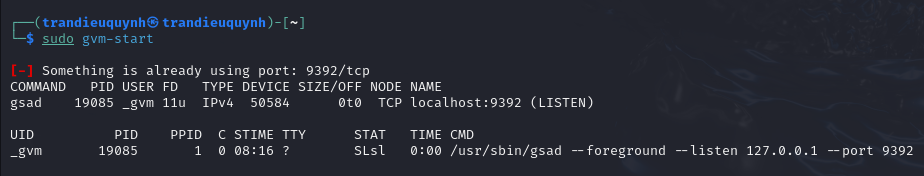 ┌──(trandieuquynh㉿trandieuquynh)-[~]
└─$ sudo gvm-start
[-] Something is already using port: 9392/tcp
COMMAND   PID USER FD   TYPE DEVICE SIZE/OFF NODE NAME
gsad    19085 _gvm 11u  IPv4  50584      0t0  TCP localhost:9392 (LISTEN)
UID          PID    PPID  C STIME TTY      STAT   TIME CMD
_gvm       19085       1  0 08:16 ?        SLsl   0:00 /usr/sbin/gsad --foreground --listen 127.0.0.1 --port 9392